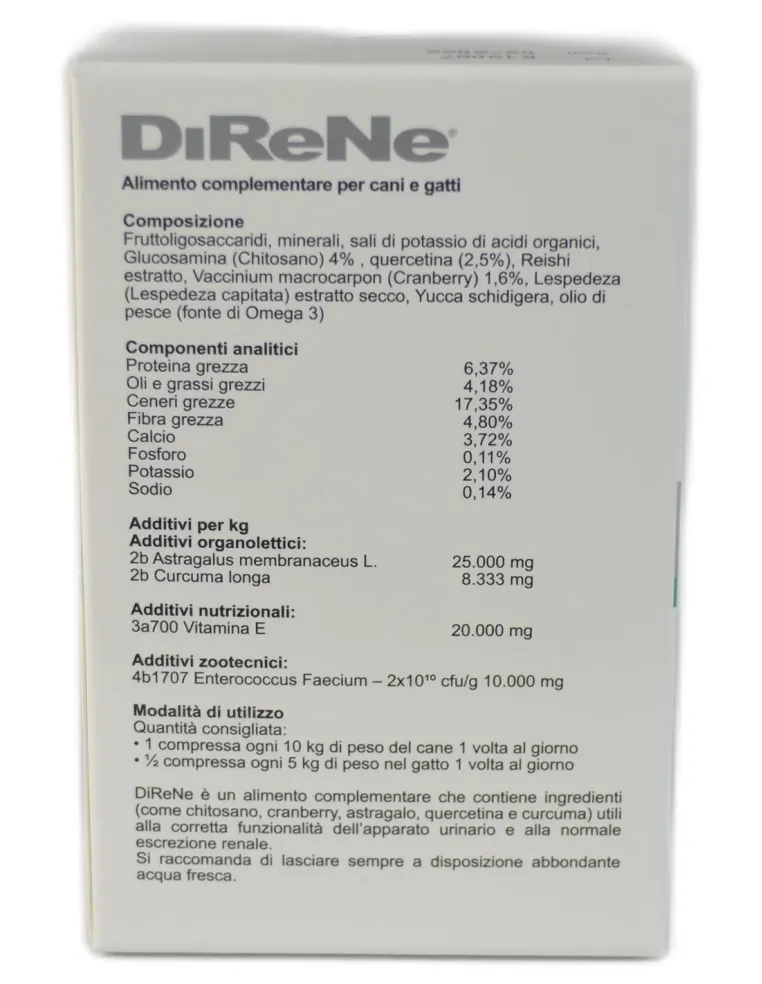 DiReNe®
Alimento complementare per cani e gatti
Composizione
Fruttoligosaccaridi, minerali, sali di potassio di acidi organici,
Glucosamina (Chitosano) 4% , quercetina (2,5%), Reishi
estratto, Vaccinium macrocarpon (Cranberry) 1,6%, Lespedeza
(Lespedeza capitata) estratto secco, Yucca schidigera, olio di
pesce (fonte di Omega 3)
Componenti analitici
Proteina grezza 6,37%
Oli e grassi grezzi 4,18%
Ceneri grezze 17,35%
Fibra grezza 4,80%
Calcio 3,72%
Fosforo 0,11%
Potassio 2,10%
Sodio 0,14%
Additivi per kg
Additivi organolettici:
2b Astragalus membranaceus L. 25.000 mg
2b Curcuma longa 8.333 mg
Additivi nutrizionali:
3a700 Vitamina E 20.000 mg
Additivi zootecnici:
4b1707 Enterococcus Faecium – 2x10¹⁰ cfu/g 10.000 mg
Modalità di utilizzo
Quantità consigliata:
• 1 compressa ogni 10 kg di peso del cane 1 volta al giorno
• ½ compressa ogni 5 kg di peso nel gatto 1 volta al giorno
DiReNe è un alimento complementare che contiene ingredienti
(come chitosano, cranberry, astragalo, quercetina e curcuma) utili
alla corretta funzionalità dell'apparato urinario e alla normale
escrezione renale.
Si raccomanda di lasciare sempre a disposizione abbondante
acqua fresca.